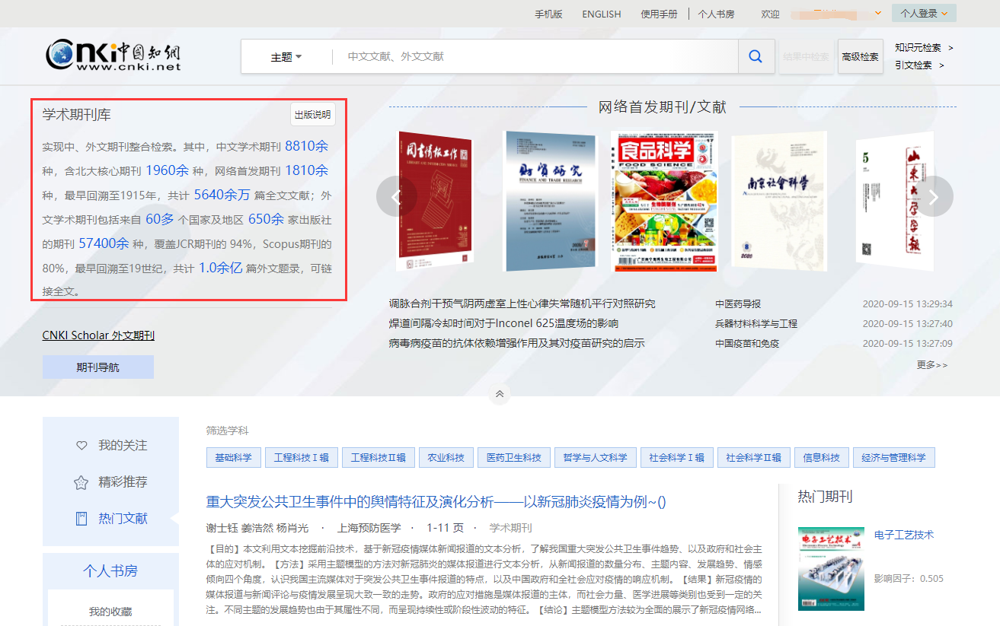 手机版 ENGLISH 使用手册 个人书房 欢迎 个人登录
CNKI 中国知网
www.cnki.net
主题 中文文献、外文文献 结果中检索 高级检索 知识元检索 >
引文检索 >
学术期刊库 出版说明
实现中、外文期刊整合检索。其中，中文学术期刊 8810余
种，含北大核心期刊 1960余 种，网络首发期刊 1810余
种，最早回溯至1915年，共计 5640余万 篇全文文献；外
文学术期刊包括来自 60多 个国家及地区 650余 家出版社
的期刊 57400余 种，覆盖JCR期刊的 94%，Scopus期刊的
80%，最早回溯至19世纪，共计 1.0余亿 篇外文题录，可链
接全文。
CNKI Scholar 外文期刊
期刊导航
网络首发期刊/文献
图书情报工作
LIBRARY AND INFORMATION SERVICE
财贸研究
FINANCE AND TRADE RESEARCH
食品科学
FOOD SCIENCE
南京社会科学
8
2020
5
山东大学学报
调脉合剂干预气阴两虚室上性心律失常随机平行对照研究 中医药导报 2020-09-15 13:29:34
焊道间隔冷却时间对于Inconel 625温度场的影响 兵器材料科学与工程 2020-09-15 13:27:40
病毒病疫苗的抗体依赖增强作用及其对疫苗研究的启示 中国疫苗和免疫 2020-09-15 13:27:09
更多>>
我的关注
精彩推荐
热门文献
个人书房
我的收藏
筛选学科
基础科学 工程科技Ⅰ辑 工程科技Ⅱ辑 农业科技 医药卫生科技 哲学与人文科学 社会科学Ⅰ辑 社会科学Ⅱ辑 信息科技 经济与管理科学
重大突发公共卫生事件中的舆情特征及演化分析——以新冠肺炎疫情为例~()
谢士钰 姜浩然 杨肖光 · 上海预防医学 · 1-11 页 · 学术期刊
【目的】本文利用文本挖掘前沿技术，基于新冠疫情媒体新闻报道的文本分析，了解我国重大突发公共卫生事件趋势、以及政府和社会主
体的应对机制。【方法】采用主题模型的方法对新冠肺炎的媒体报道进行文本分析，从新闻报道的数量分布、主题内容、发展趋势、情感
倾向四个角度，认识我国主流媒体对于突发公共卫生事件报道的特点，以及中国政府和全社会应对疫情的响应机制。【结果】新冠疫情的
媒体报道与新闻评论与疫情发展呈现大致一致的走势。政府的应对措施是媒体报道的主体，而社会力量、医学进展等类别也受到一定的关
注。不同主题的发展趋势也由于其属性不同，而呈现持续性或阶段性波动的特征。【结论】主题模型方法较为全面的展示了新冠疫情网络...
热门期刊
电子工艺技术
电子工艺技术
影响因子：0.505